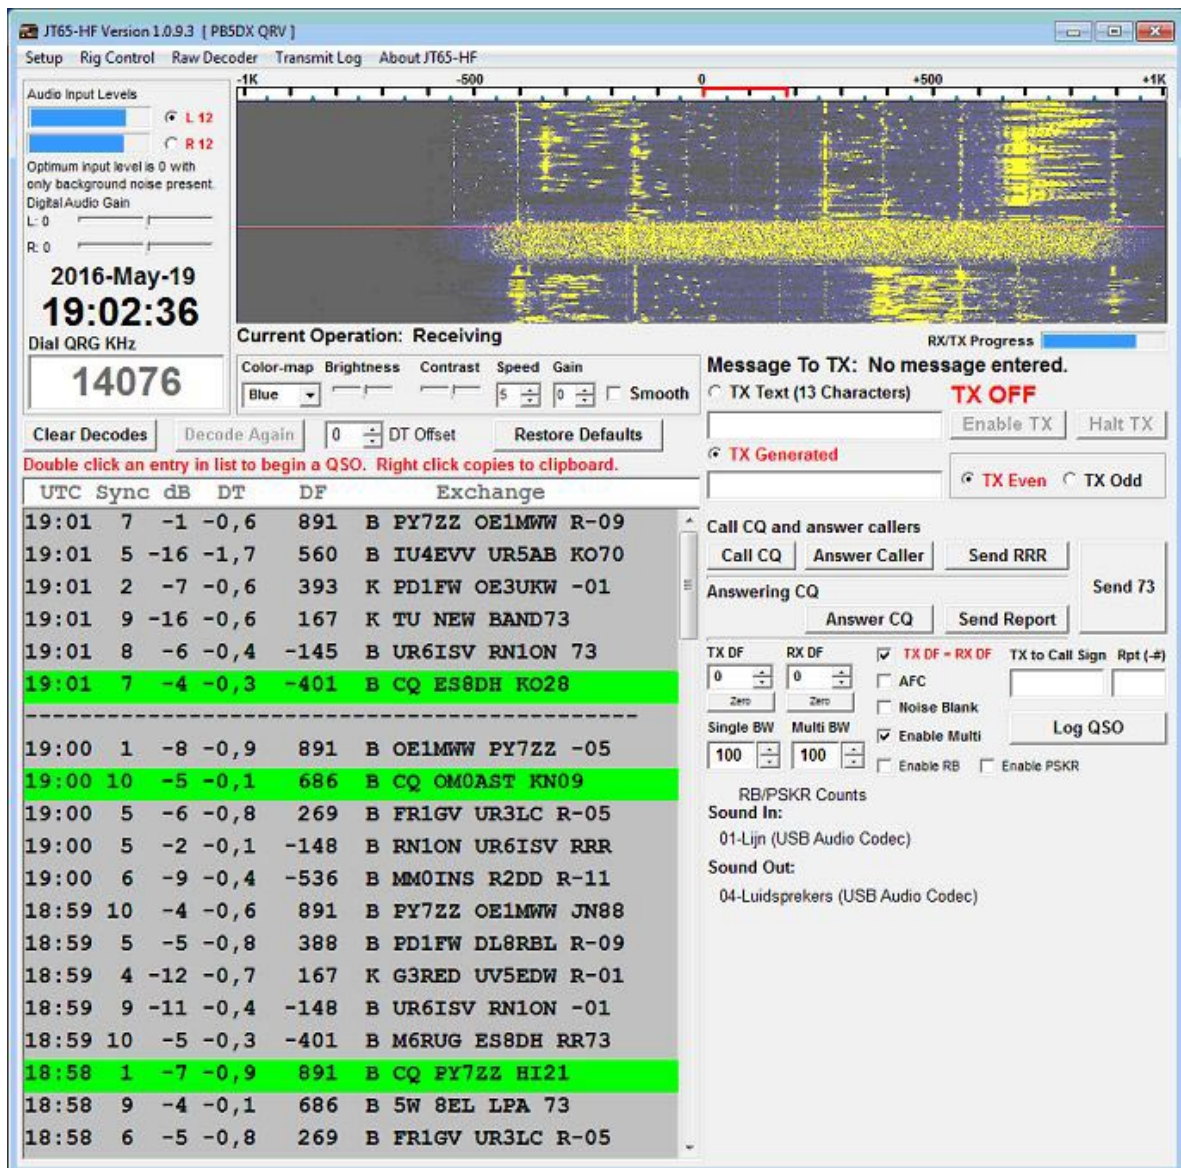 JT65-HF Version 1.0.9.3 [ PB5DX QRV ]
Setup Rig Control Raw Decoder Transmit Log About JT65-HF
-1K -500 0 +500 +1K
Audio Input Levels
L 12
R 12
Optimum input level is 0 with
only background noise present.
Digital Audio Gain
L: 0
R: 0
2016-May-19
19:02:36
Dial QRG KHz
14076
Current Operation: Receiving
RX/TX Progress
Color-map Brightness Contrast Speed Gain
Blue 5 0 Smooth
Message To TX: No message entered.
TX Text (13 Characters) TX OFF
Enable TX Halt TX
Clear Decodes Decode Again 0 DT Offset Restore Defaults
TX Generated
TX Even TX Odd
Double click an entry in list to begin a QSO. Right click copies to clipboard.
UTC Sync dB DT DF Exchange
19:01 7 -1 -0,6 891 B PY7ZZ OE1MWW R-09
19:01 5 -16 -1,7 560 B IU4EVV UR5AB KO70
19:01 2 -7 -0,6 393 K PD1FW OE3UKW -01
19:01 9 -16 -0,6 167 K TU NEW BAND73
19:01 8 -6 -0,4 -145 B UR6ISV RN1ON 73
19:01 7 -4 -0,3 -401 B CQ ES8DH KO28
--------------------------------------------
19:00 1 -8 -0,9 891 B OE1MWW PY7ZZ -05
19:00 10 -5 -0,1 686 B CQ OM0AST KN09
19:00 5 -6 -0,8 269 B FR1GV UR3LC R-05
19:00 5 -2 -0,1 -148 B RN1ON UR6ISV RRR
19:00 6 -9 -0,4 -536 B MM0INS R2DD R-11
18:59 10 -4 -0,6 891 B PY7ZZ OE1MWW JN88
18:59 5 -5 -0,8 388 B PD1FW DL8RBL R-09
18:59 4 -12 -0,7 167 K G3RED UV5EDW R-01
18:59 9 -11 -0,4 -148 B UR6ISV RN1ON -01
18:59 10 -5 -0,3 -401 B M6RUG ES8DH RR73
18:58 1 -7 -0,9 891 B CQ PY7ZZ HI21
18:58 9 -4 -0,1 686 B 5W 8EL LPA 73
18:58 6 -5 -0,8 269 B FR1GV UR3LC R-05
Call CQ and answer callers
Call CQ Answer Caller Send RRR
Send 73
Answering CQ
Answer CQ Send Report
TX DF RX DF TX DF = RX DF TX to Call Sign Rpt (-#)
0 0 AFC
Zero Zero Noise Blank
Single BW Multi BW Enable Multi Log QSO
100 100 Enable RB Enable PSKR
RB/PSKR Counts
Sound In:
01-Lijn (USB Audio Codec)
Sound Out:
04-Luidsprekers (USB Audio Codec)